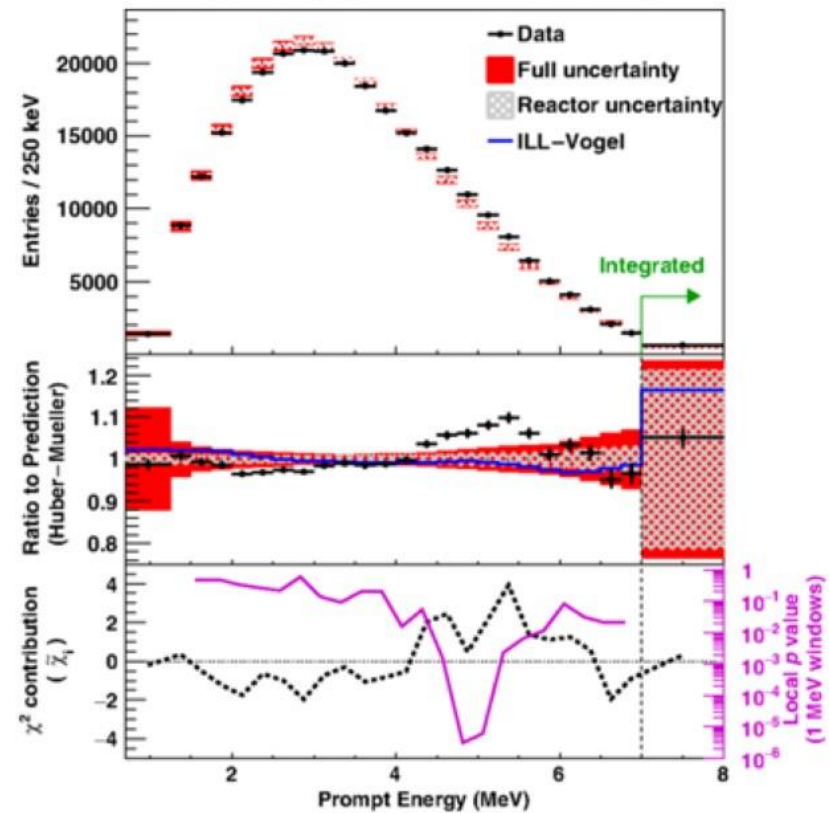 Entries / 250 keV
20000
15000
10000
5000
Data
Full uncertainty
Reactor uncertainty
ILL-Vogel
Integrated
Ratio to Prediction
(Huber-Mueller)
1.2
1.1
1
0.9
0.8
χ² contribution
( χ̃ᵢ )
4
2
0
−2
−4
1
10⁻¹
10⁻²
10⁻³
10⁻⁴
10⁻⁵
10⁻⁶
Local p value
(1 MeV windows)
2
4
6
8
Prompt Energy (MeV)